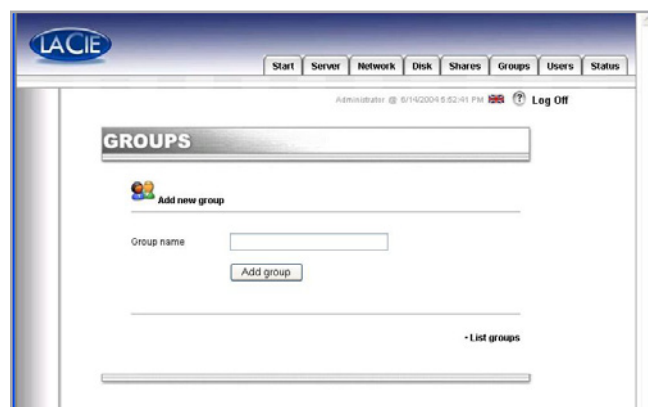 LACIE
Start Server Network Disk Shares Groups Users Status
Administrator @ 6/14/2004 6:52:41 PM ? Log Off
GROUPS
Add new group
Group name
Add group
- List groups